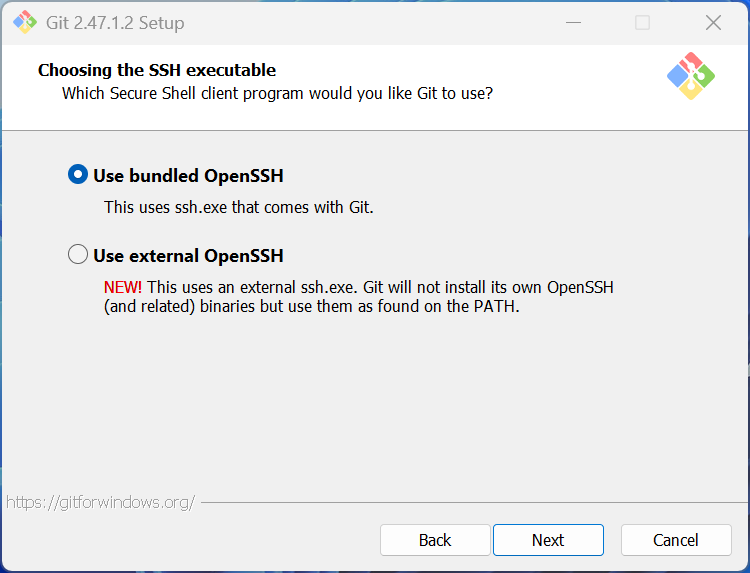 Git 2.47.1.2 Setup
Choosing the SSH executable
Which Secure Shell client program would you like Git to use?
Use bundled OpenSSH
This uses ssh.exe that comes with Git.
Use external OpenSSH
NEW! This uses an external ssh.exe. Git will not install its own OpenSSH
(and related) binaries but use them as found on the PATH.
https://gitforwindows.org/
Back Next Cancel